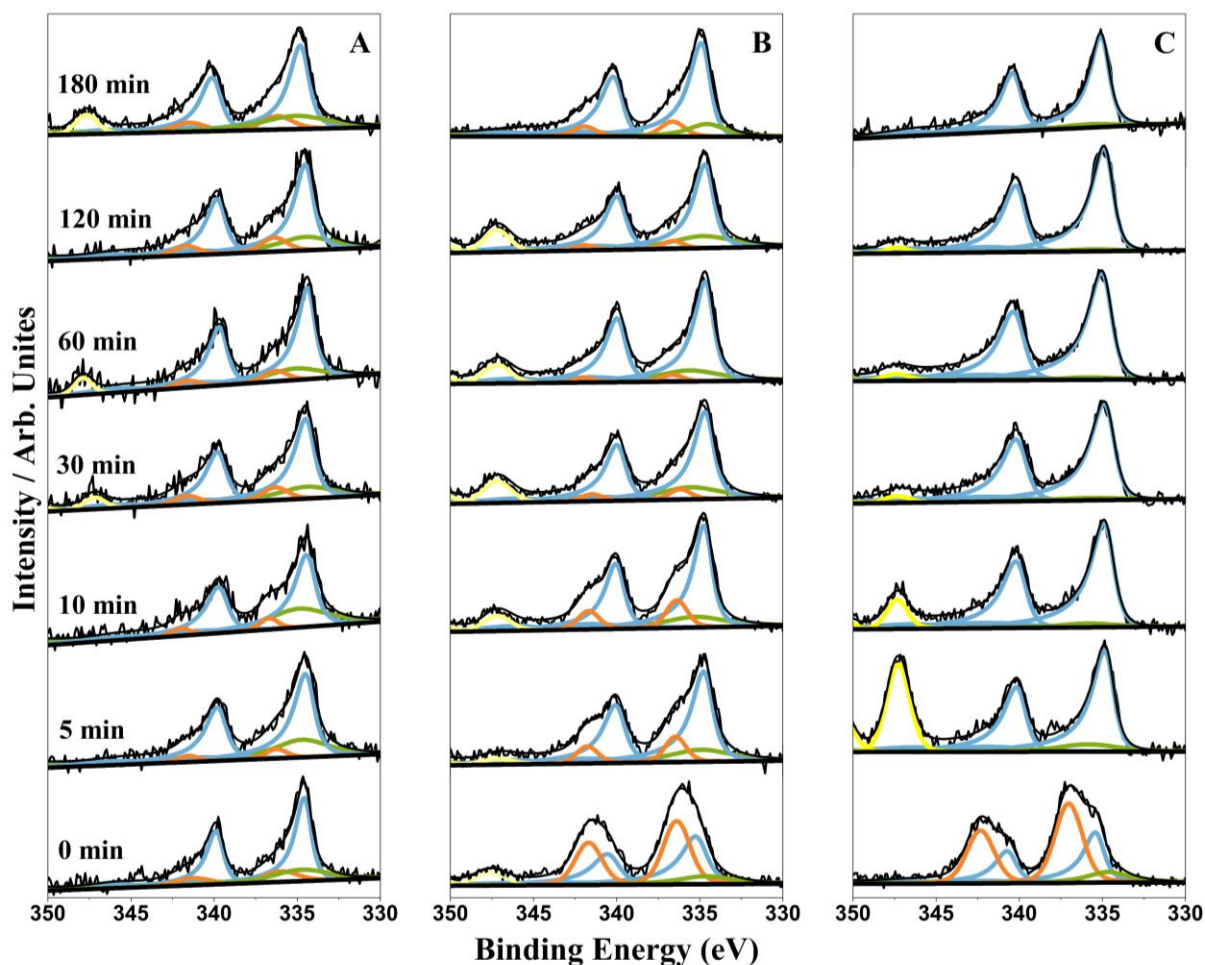 A B C
180 min
120 min
60 min
30 min
10 min
5 min
0 min
Intensity / Arb. Unites
350 345 340 335 330 350 345 340 335 330 350 345 340 335 330
Binding Energy (eV)